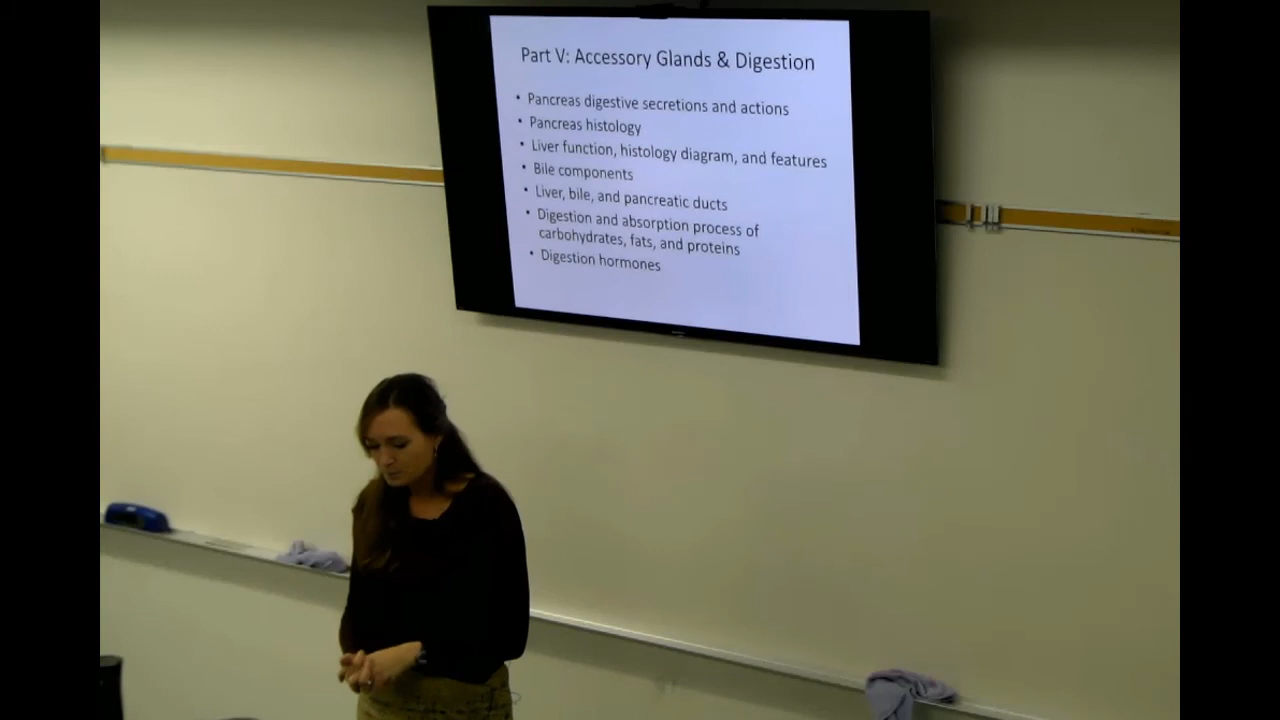 Part V: Accessory Glands & Digestion
• Pancreas digestive secretions and actions
• Pancreas histology
• Liver function, histology diagram, and features
• Bile components
• Liver, bile, and pancreatic ducts
• Digestion and absorption process of
carbohydrates, fats, and proteins
• Digestion hormones